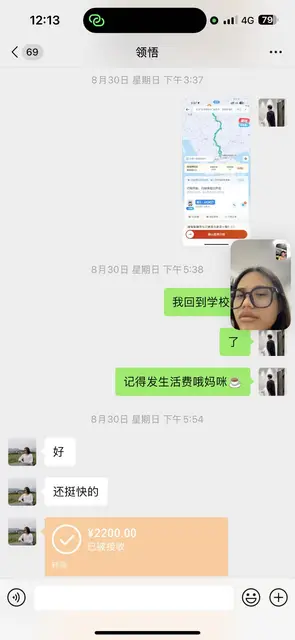 12:13
4G 79
69
领悟
8月30日 星期日 下午3:37
8月30日 星期日 下午5:38
我回到学校
了
记得发生活费哦妈咪☕
8月30日 星期日 下午5:54
好
还挺快的
¥2200.00
已被接收